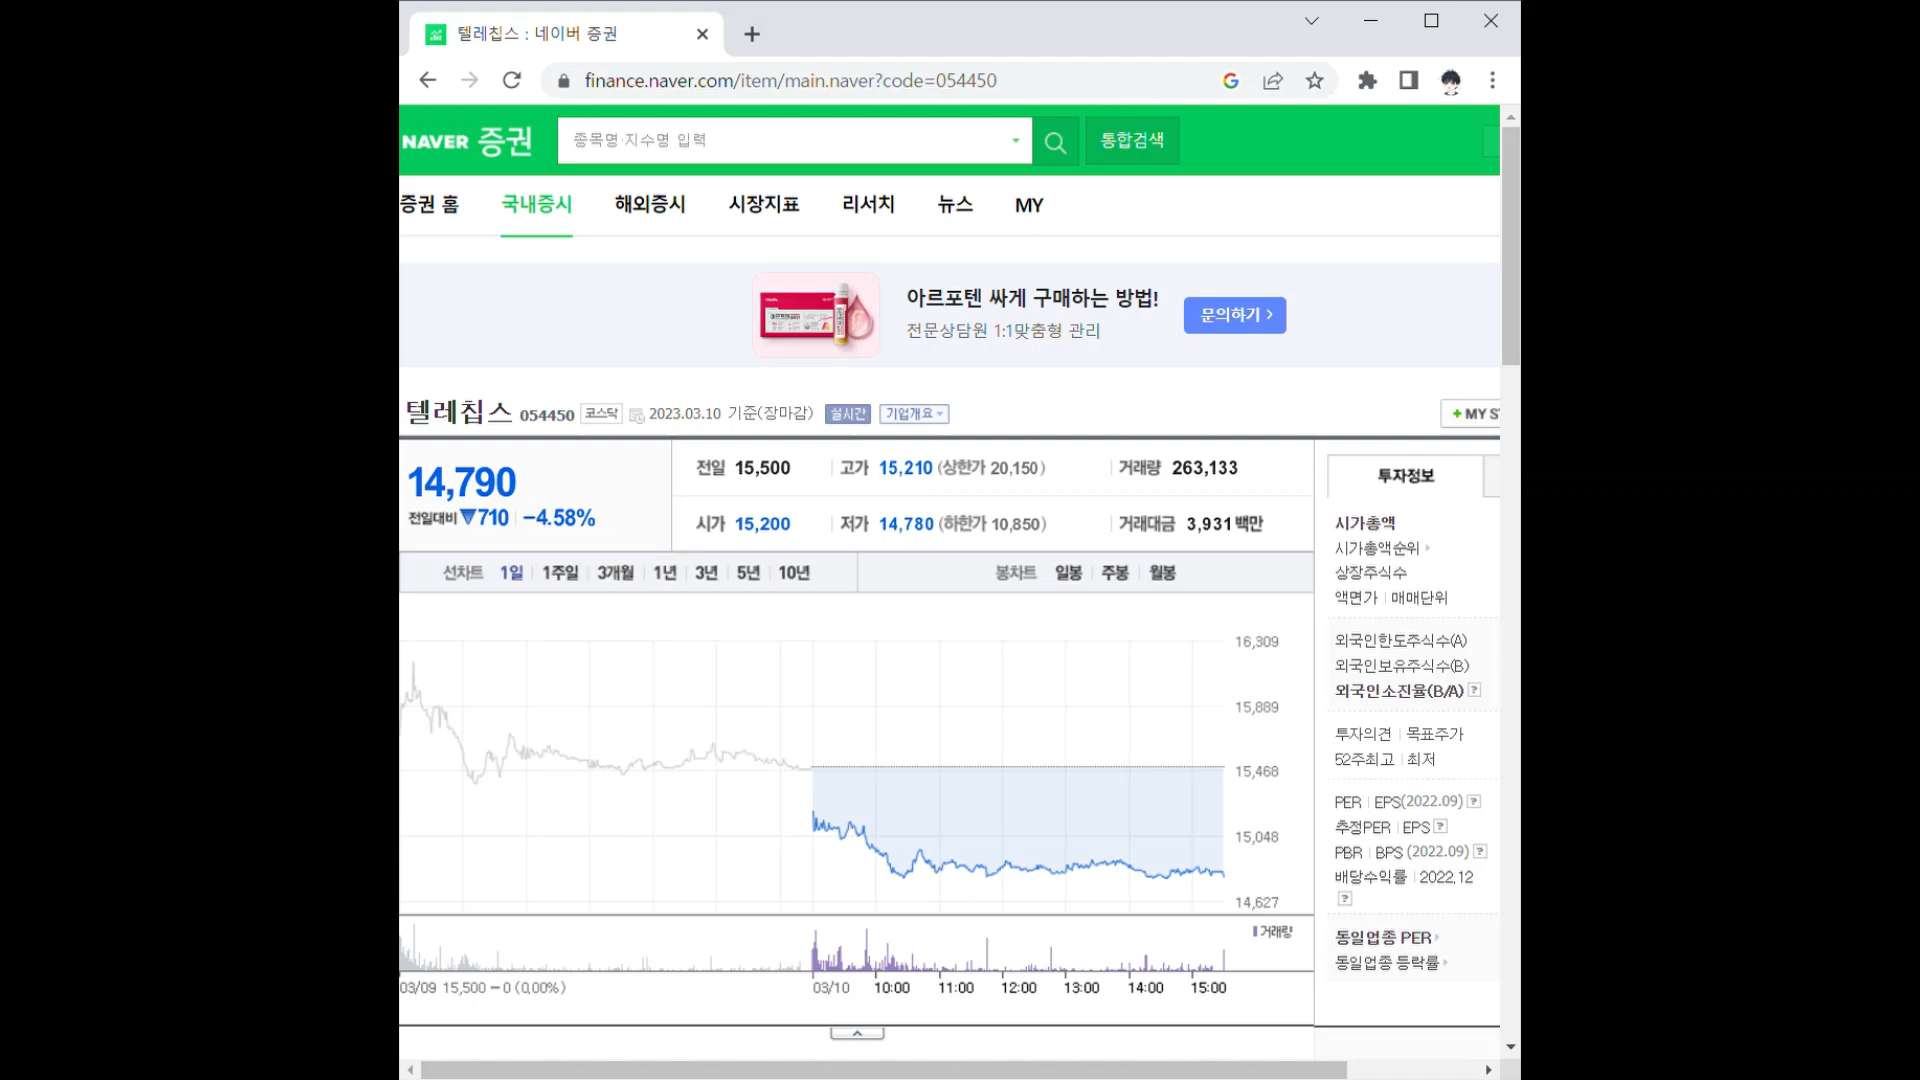 텔레칩스 : 네이버 증권
finance.naver.com/item/main.naver?code=054450
NAVER 증권 종목명·지수명 입력 통합검색
증권 홈 국내증시 해외증시 시장지표 리서치 뉴스 MY
아르포텐 싸게 구매하는 방법!
전문상담원 1:1맞춤형 관리
문의하기 >
텔레칩스 054450 코스닥 2023.03.10 기준(장마감) 실시간 기업개요
+ MY S
14,790
전일대비 ▼710 -4.58%
전일 15,500 고가 15,210 (상한가 20,150) 거래량 263,133
시가 15,200 저가 14,780 (하한가 10,850) 거래대금 3,931 백만
선차트 1일 1주일 3개월 1년 3년 5년 10년 봉차트 일봉 주봉 월봉
16,309
15,889
15,468
15,048
14,627
거래량
03/09 15,500 - 0 (0.00%) 03/10 10:00 11:00 12:00 13:00 14:00 15:00
투자정보
시가총액
시가총액순위
상장주식수
액면가 | 매매단위
외국인한도주식수(A)
외국인보유주식수(B)
외국인소진율(B/A) ?
투자의견 | 목표주가
52주최고 | 최저
PER | EPS(2022.09) ?
추정PER | EPS ?
PBR | BPS (2022.09) ?
배당수익률 | 2022.12
?
동일업종 PER
동일업종 등락률